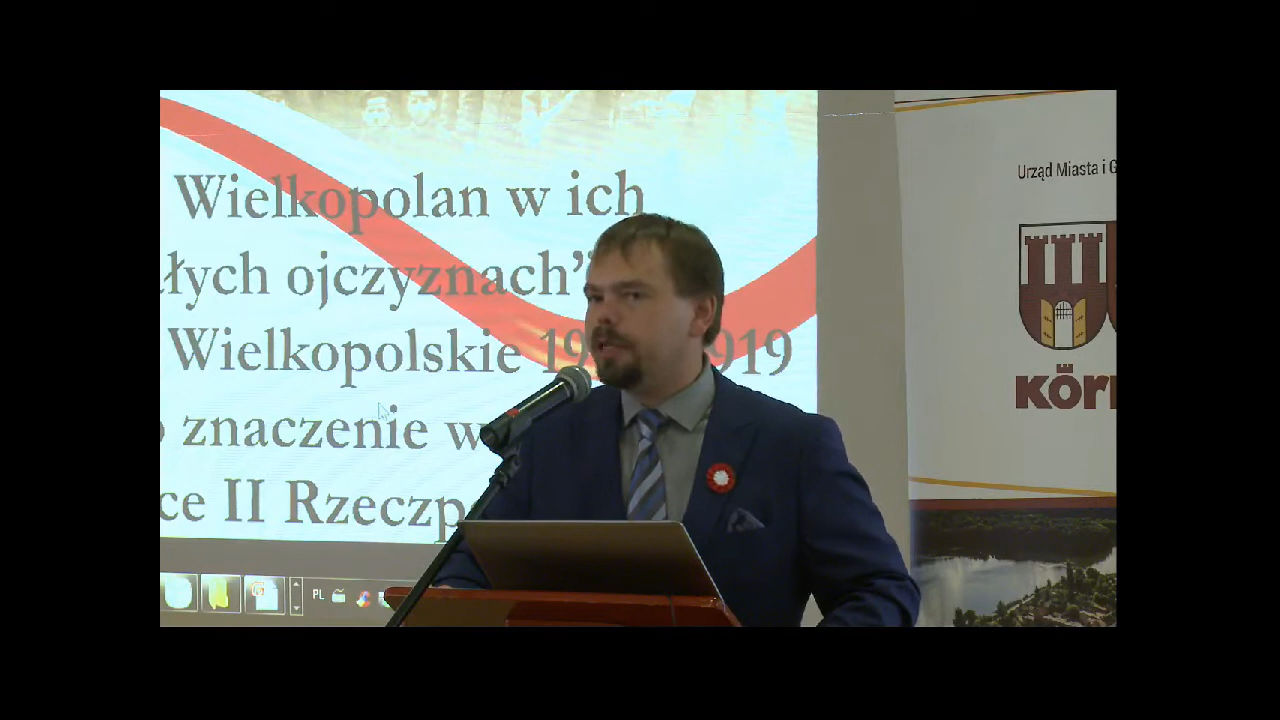 Wielkopolan w ich
łych ojczyznach"
Wielkopolskie 19 919
znaczenie w
ce II Rzeczp
PL
Urząd Miasta i G
KÓR